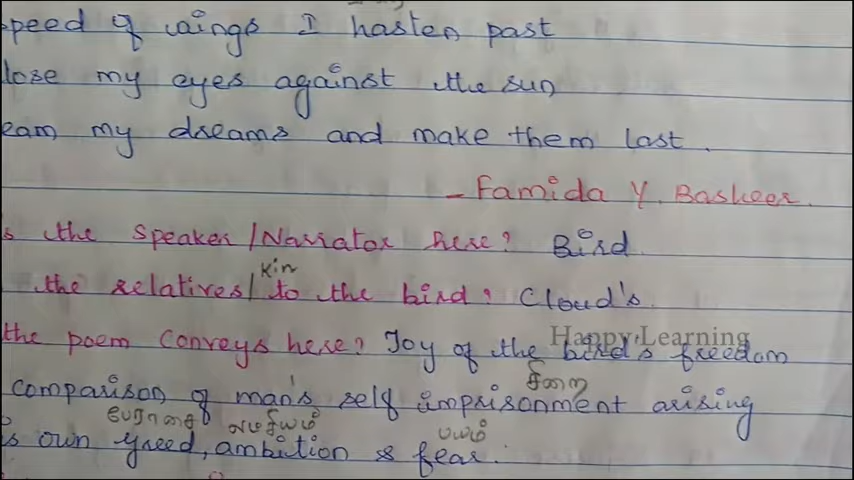 speed of wings I hasten past
lose my eyes against the sun
eam my dreams and make them last.
- Famida Y. Basheer.
s the speaker/Narrator here? Bird
kin
the relatives/ to the bird? Cloud's
the poem conveys here? Joy of the bird's freedom
Happy Learning
சிறை
comparison of man's self imprisonment arising
பேராசை பயம்
s own greed, ambition & fear.